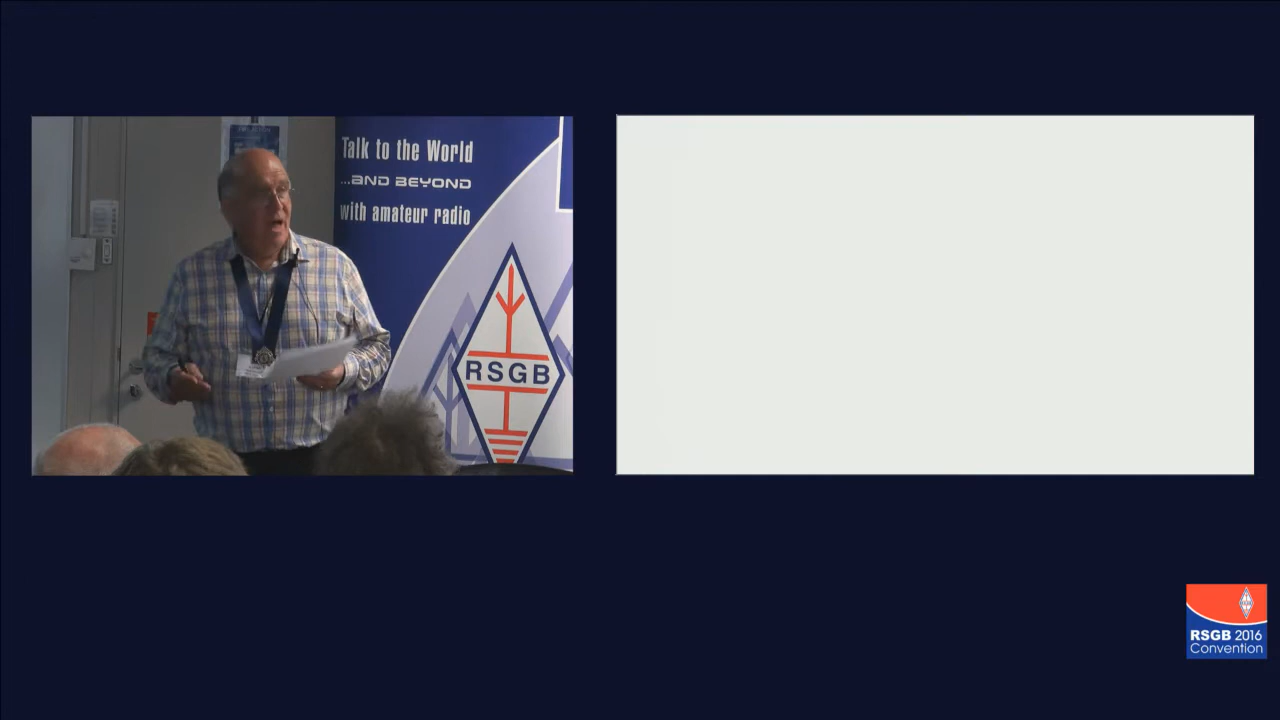 Talk to the World
...AND BEYOND
with amateur radio
RSGB
RSGB 2016
Convention